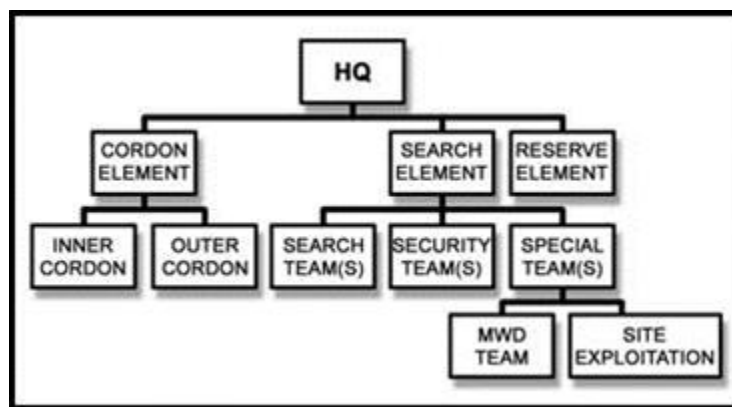 HQ
CORDON
ELEMENT
SEARCH
ELEMENT
RESERVE
ELEMENT
INNER
CORDON
OUTER
CORDON
SEARCH
TEAM(S)
SECURITY
TEAM(S)
SPECIAL
TEAM(S)
MWD
TEAM
SITE
EXPLOITATION